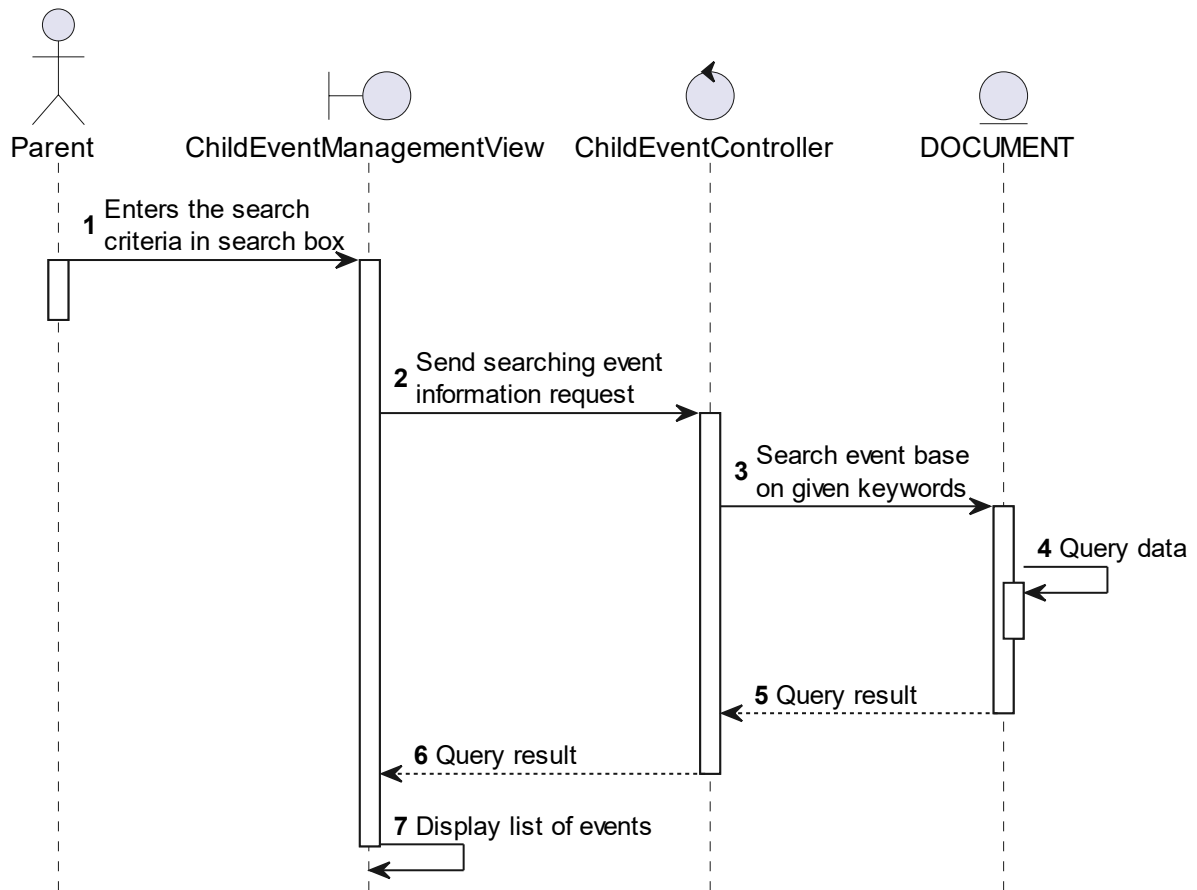 Parent
ChildEventManagementView
ChildEventController
DOCUMENT
1 Enters the search
criteria in search box
2 Send searching event
information request
3 Search event base
on given keywords
4 Query data
5 Query result
6 Query result
7 Display list of events